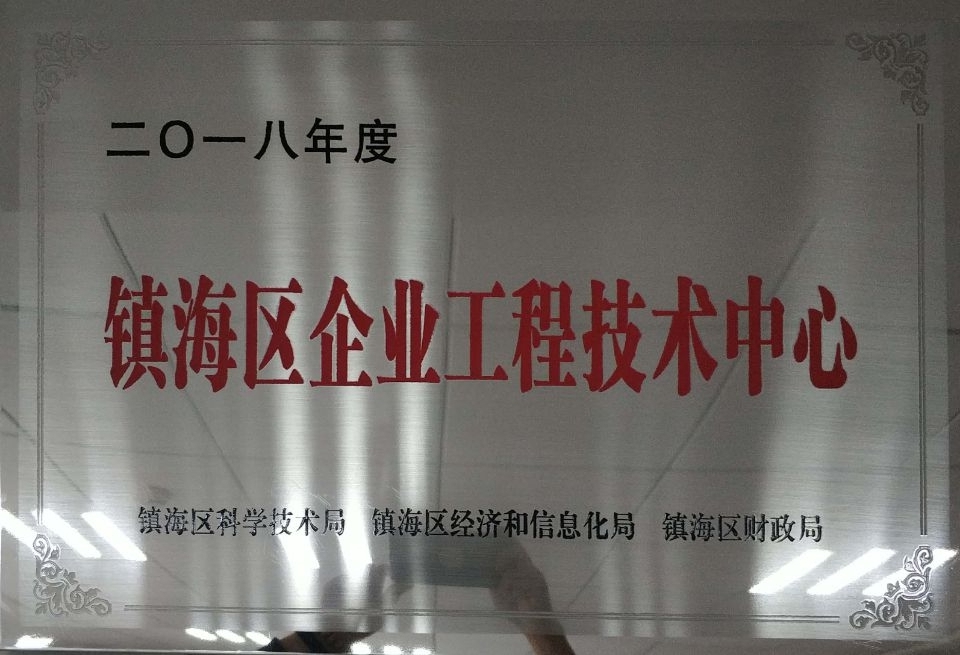 二〇一八年度
镇海区企业工程技术中心
镇海区科学技术局 镇海区经济和信息化局 镇海区财政局